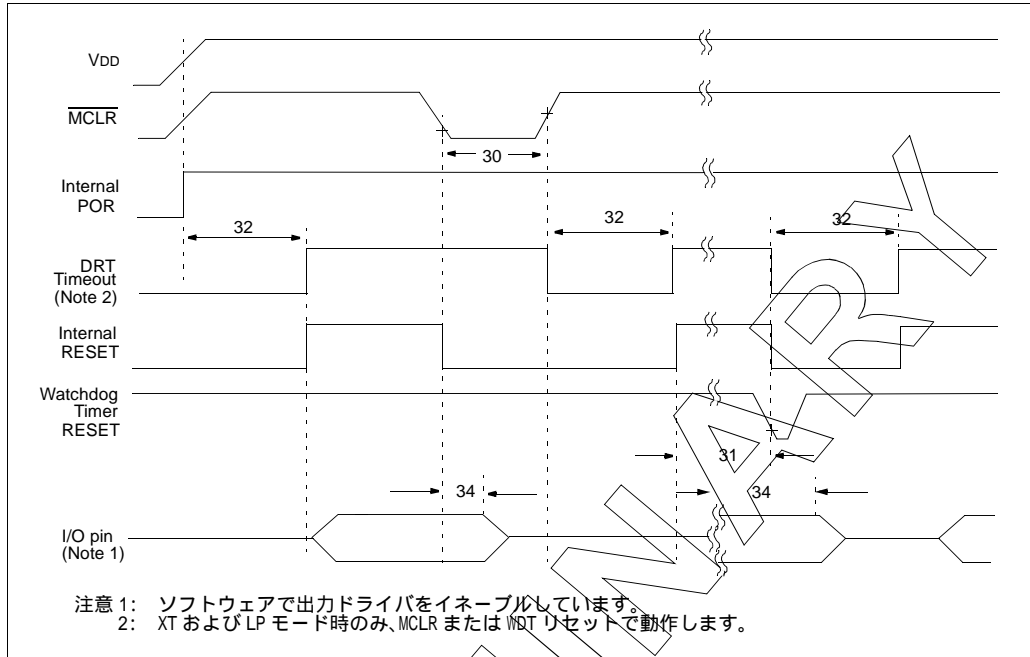 VDD
MCLR
30
Internal
POR
32
32
32
DRT
Timeout
(Note 2)
Internal
RESET
Watchdog
Timer
RESET
31
34
34
I/O pin
(Note 1)
注意 1: ソフトウェアで出力ドライバをイネーブルしています。
2: XT および LP モード時のみ、MCLR または WDT リセットで動作します。
INARY